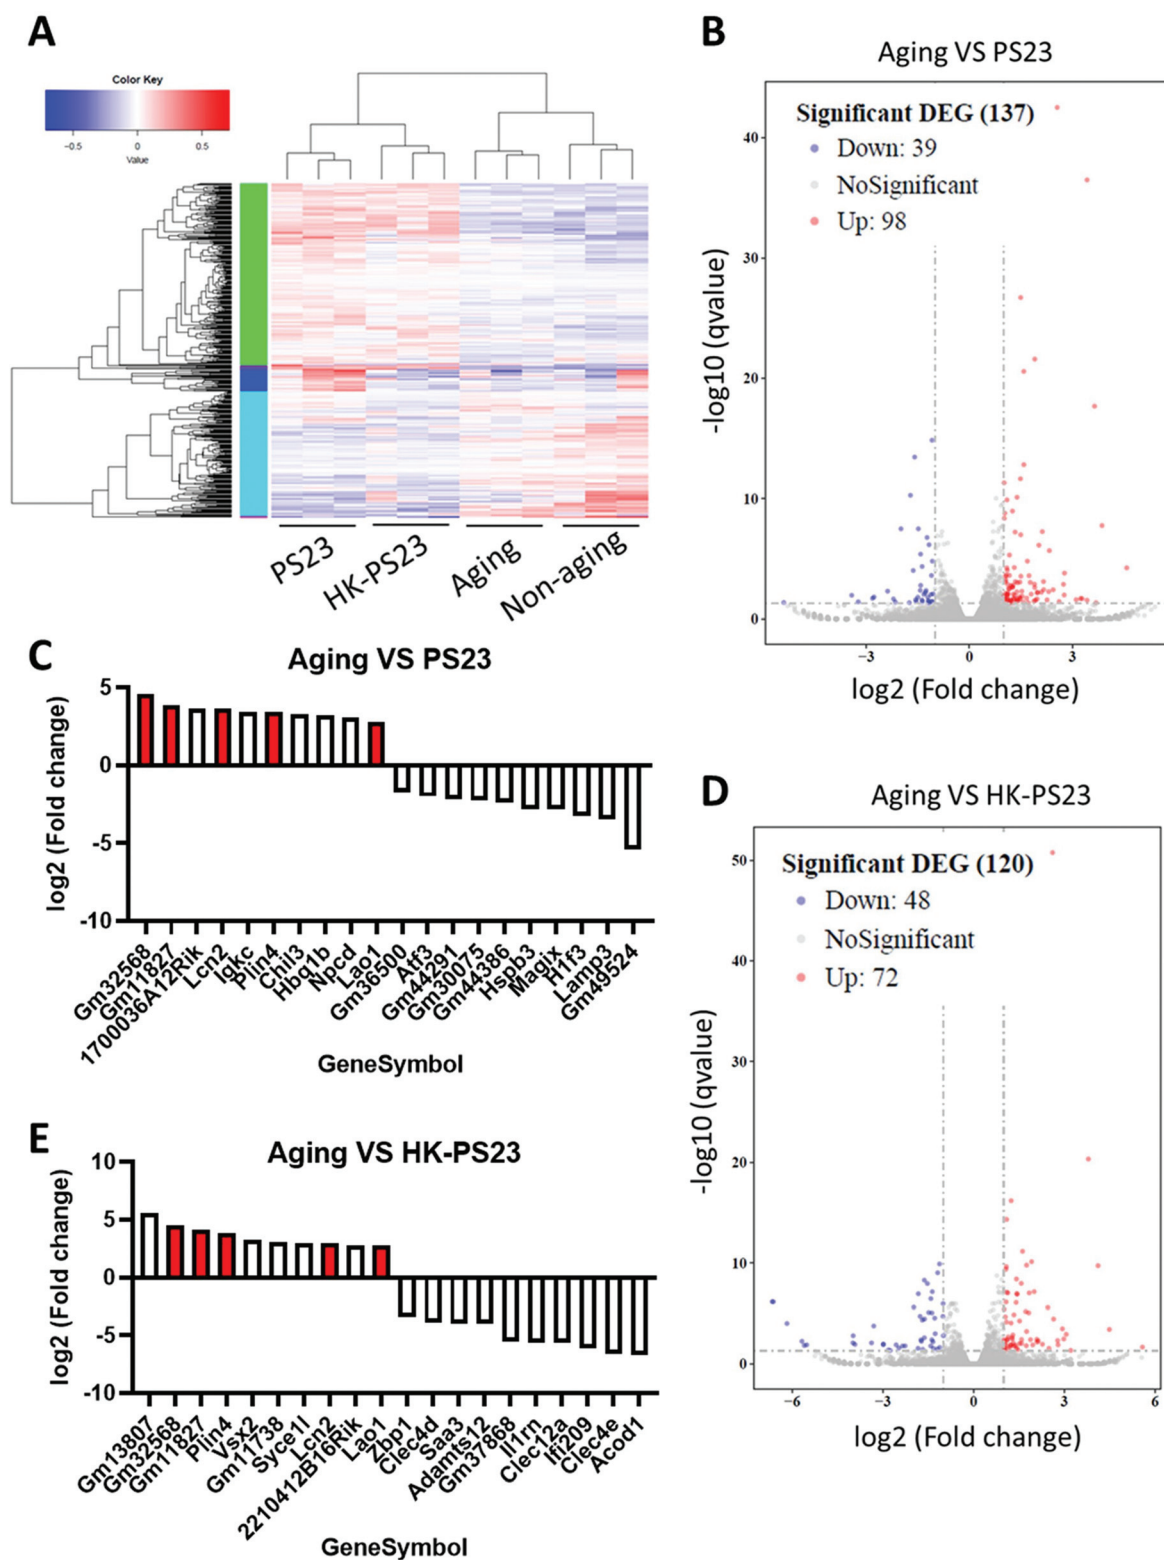 A
Color Key
−0.5
0
0.5
Value
PS23
HK-PS23
Aging
Non-aging
B
Aging VS PS23
Significant DEG (137)
Down: 39
NoSignificant
Up: 98
-log10 (qvalue)
40
30
20
10
0
−3
0
3
log2 (Fold change)
C
Aging VS PS23
log2 (Fold change)
5
0
-5
-10
Gm32568
Gm11827
1700036A12Rik
Lcn2
Igkc
Plin4
Chil3
Hbq1b
Npcd
Lao1
Gm36500
Atf3
Gm44291
Gm30075
Gm44386
Hspb3
Magix
H1f3
Lamp3
Gm49524
GeneSymbol
D
Aging VS HK-PS23
Significant DEG (120)
Down: 48
NoSignificant
Up: 72
-log10 (qvalue)
50
40
30
20
10
0
−6
−3
0
3
6
log2 (Fold change)
E
Aging VS HK-PS23
log2 (Fold change)
10
5
0
-5
-10
Gm13807
Gm32568
Gm11827
Plin4
Vsx2
Gm11738
Syce1l
Lcn2
2210412B16Rik
Lao1
Zbp1
Clec4d
Saa3
Adamts12
Gm37868
Il1rn
Clec12a
Ifi209
Clec4e
Acod1
GeneSymbol